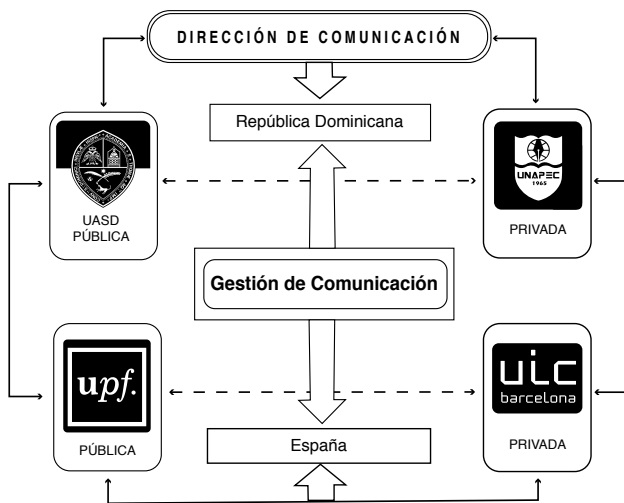 DIRECCIÓN DE COMUNICACIÓN
República Dominicana
UASD
PÚBLICA
UNAPEC
1965
PRIVADA
Gestión de Comunicación
upf.
PÚBLICA
uic
barcelona
PRIVADA
España